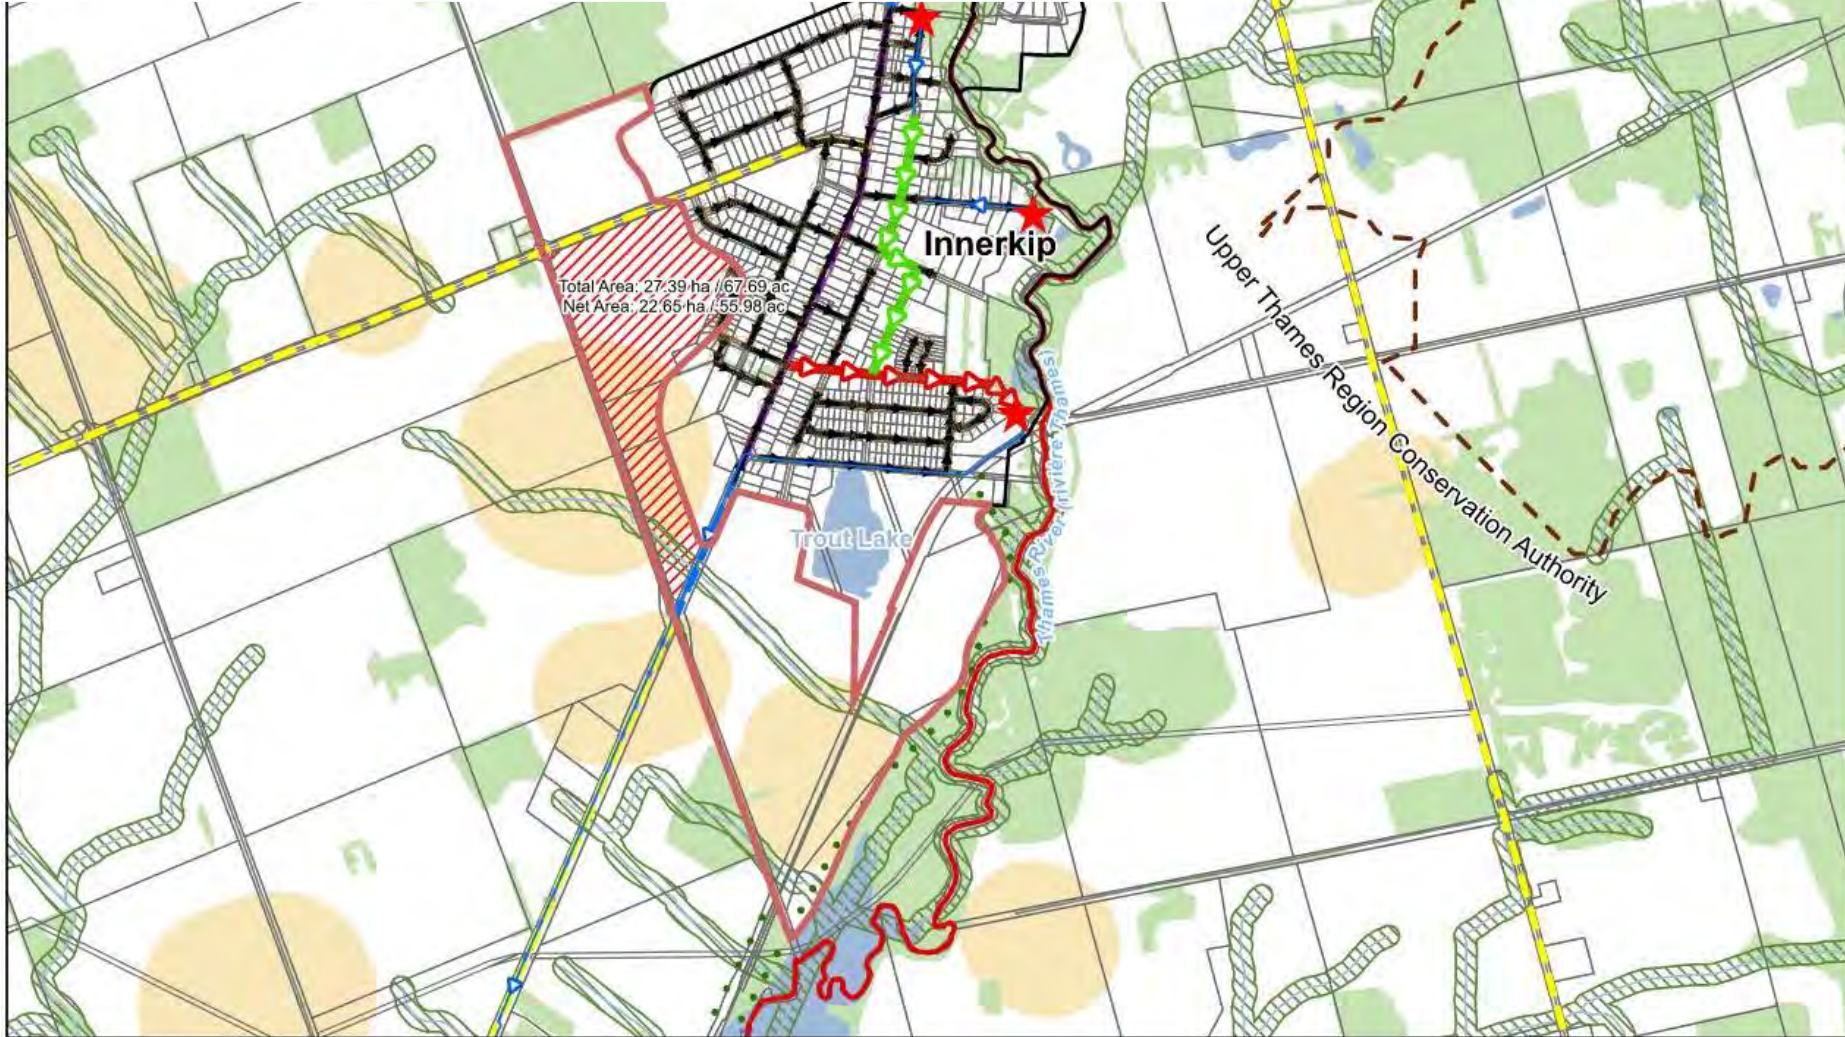 Innerkip
Total Area: 27.39 ha / 67.69 ac
Net Area: 22.65 ha / 55.98 ac
Upper Thames Region Conservation Authority
Trout Lake
Thames River (rivière Thames)